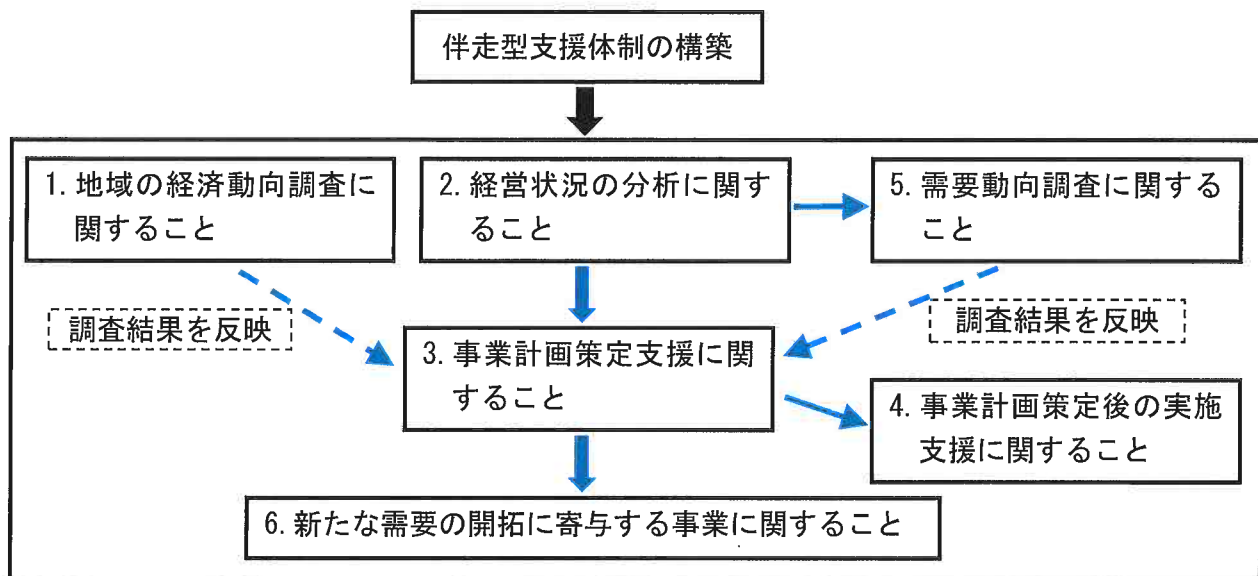 伴走型支援体制の構築
1. 地域の経済動向調査に
関すること
2. 経営状況の分析に関す
ること
5. 需要動向調査に関する
こと
調査結果を反映
調査結果を反映
3. 事業計画策定支援に関
すること
4. 事業計画策定後の実施
支援に関すること
6. 新たな需要の開拓に寄与する事業に関すること